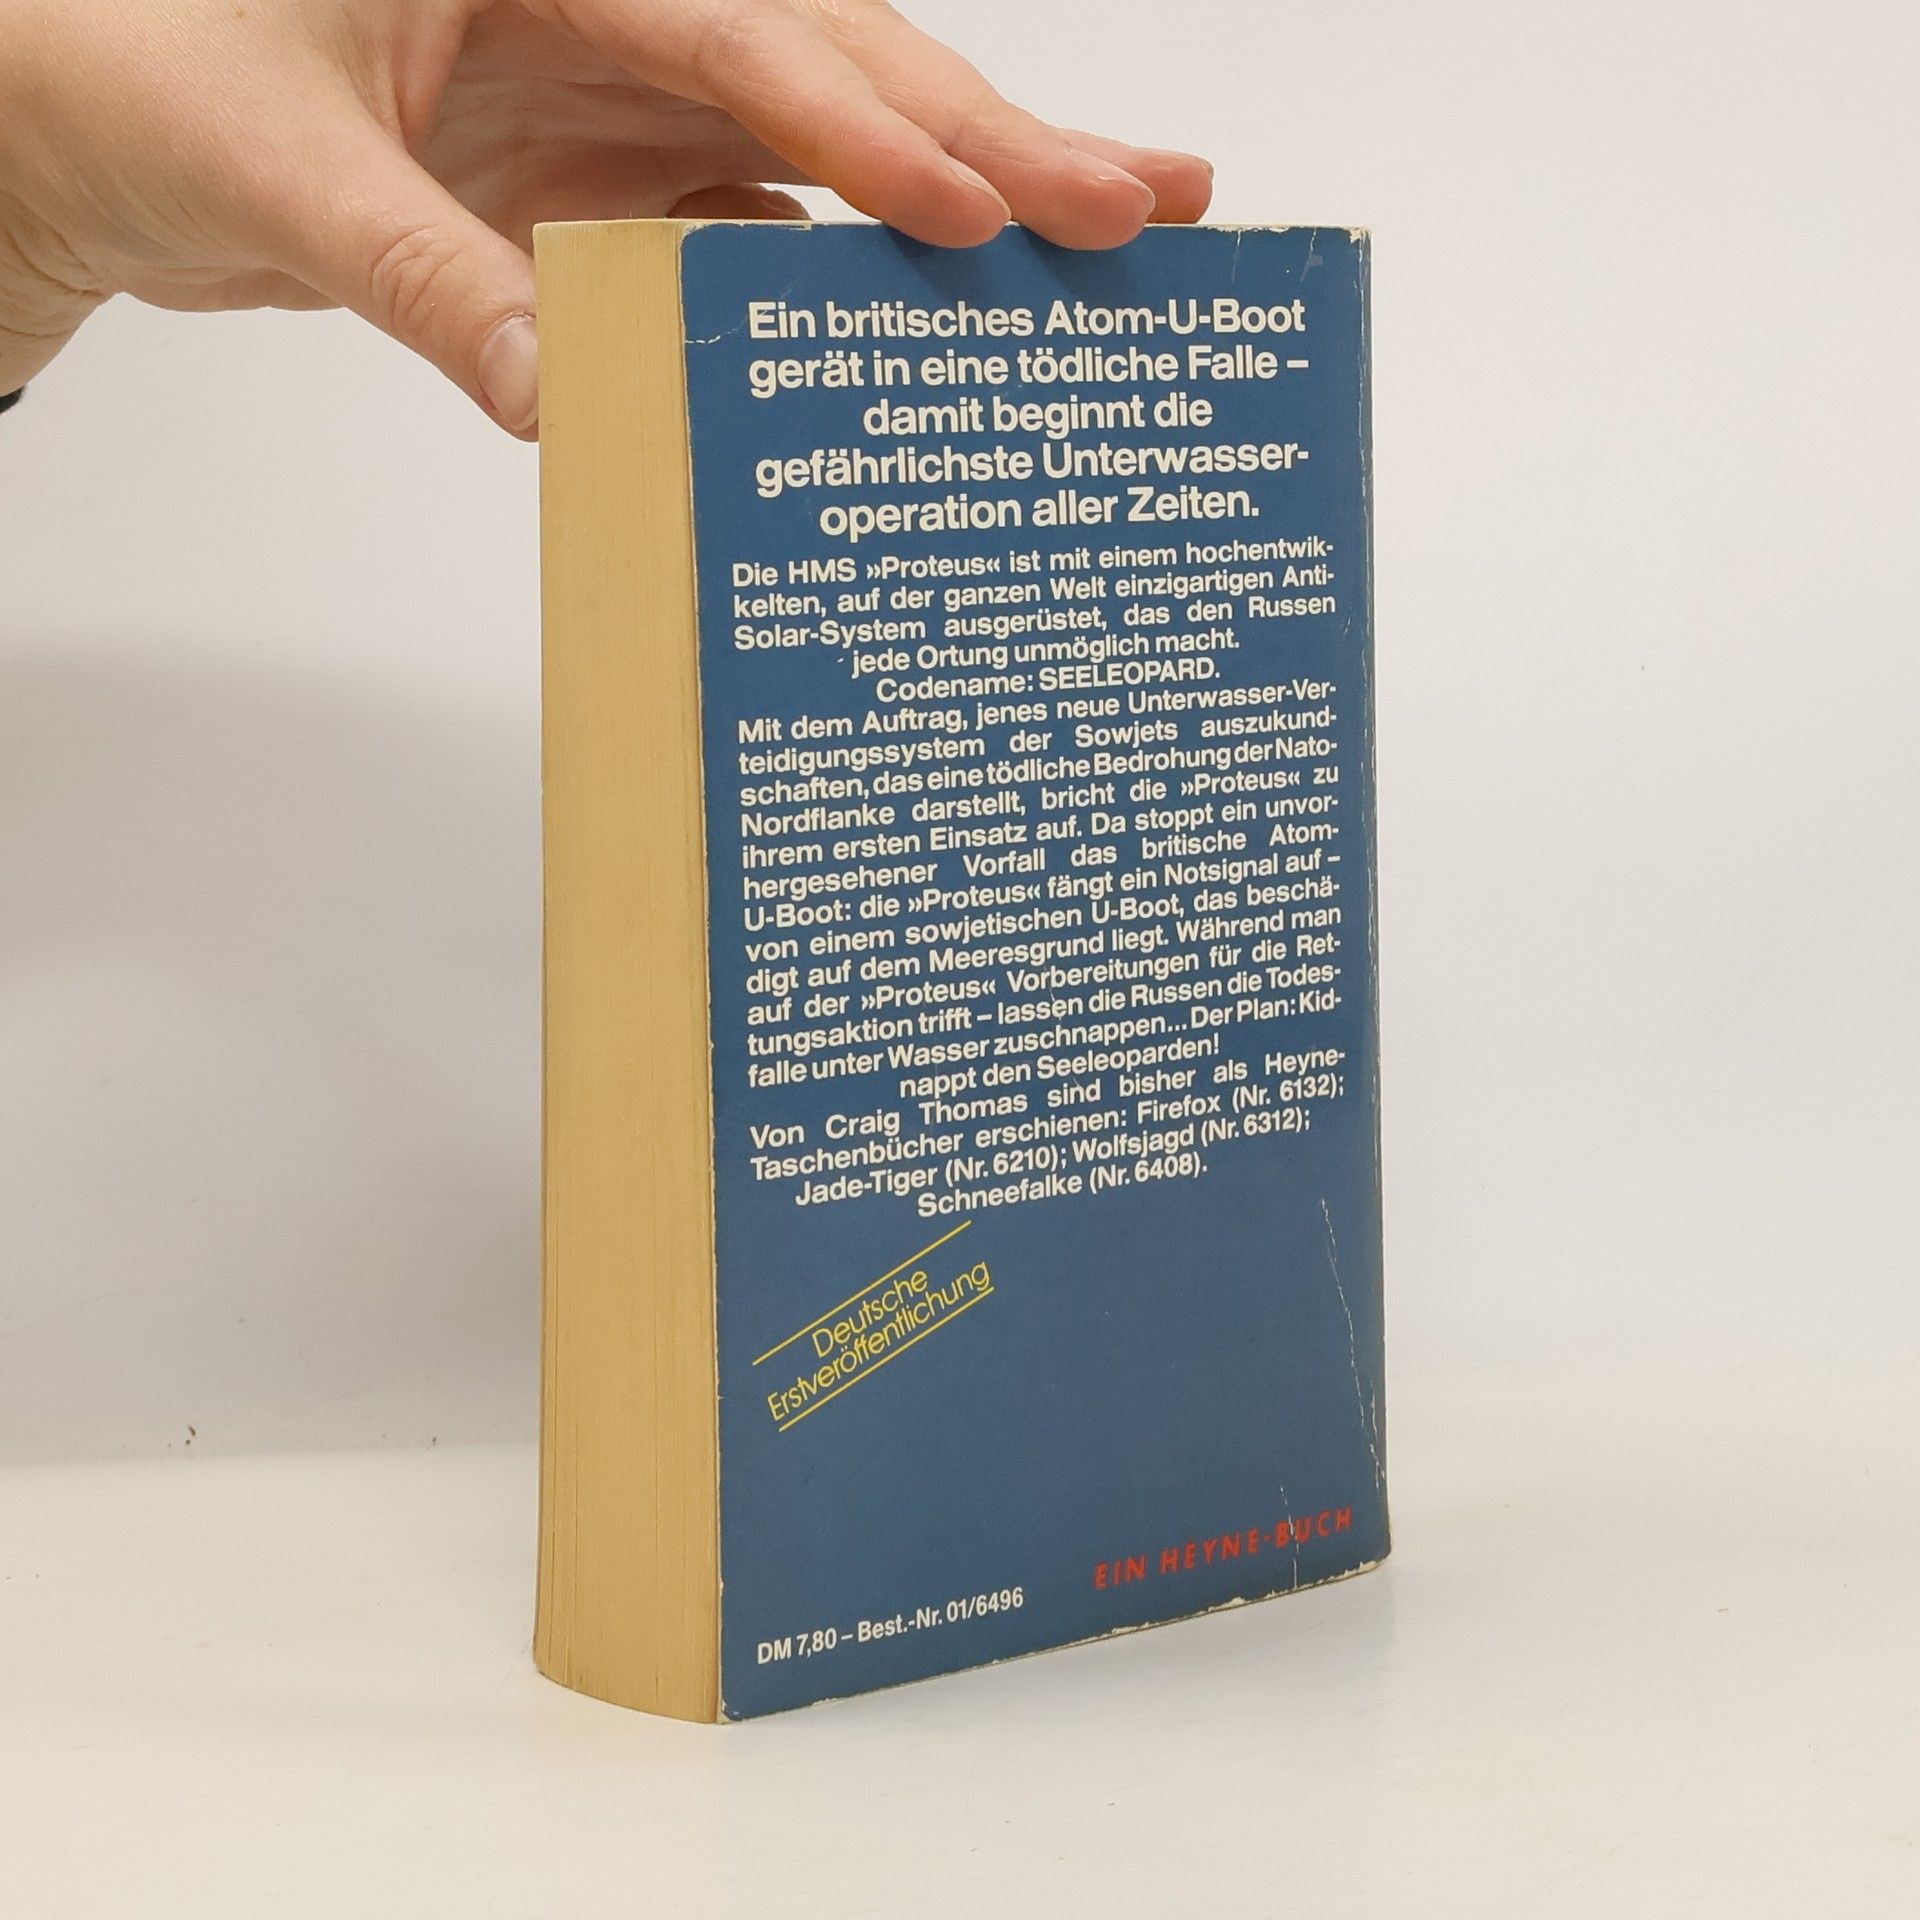 Ein britisches Atom-U-Boot
gerät in eine tödliche Falle –
damit beginnt die
gefährlichste Unterwasser-
operation aller Zeiten.
Die HMS »Proteus« ist mit einem hochentwik-
kelten, auf der ganzen Welt einzigartigen Anti-
Solar-System ausgerüstet, das den Russen
jede Ortung unmöglich macht.
Codename: SEELEOPARD.
Mit dem Auftrag, jenes neue Unterwasser-Ver-
teidigungssystem der Sowjets auszukund-
schaften, das eine tödliche Bedrohung der Nato-
Nordflanke darstellt, bricht die »Proteus« zu
ihrem ersten Einsatz auf. Da stoppt ein unvor-
hergesehener Vorfall das britische Atom-
U-Boot: die »Proteus« fängt ein Notsignal auf –
von einem sowjetischen U-Boot, das beschä-
digt auf dem Meeresgrund liegt. Während man
auf der »Proteus« Vorbereitungen für die Ret-
tungsaktion trifft – lassen die Russen die Todes-
falle unter Wasser zuschnappen... Der Plan: Kid-
nappt den Seeleoparden!
Von Craig Thomas sind bisher als Heyne-
Taschenbücher erschienen: Firefox (Nr. 6132);
Jade-Tiger (Nr. 6210); Wolfsjagd (Nr. 6312);
Schneefalke (Nr. 6408).
Deutsche
Erstveröffentlichung
EIN HEYNE-BUCH
DM 7,80 – Best.-Nr. 01/6496